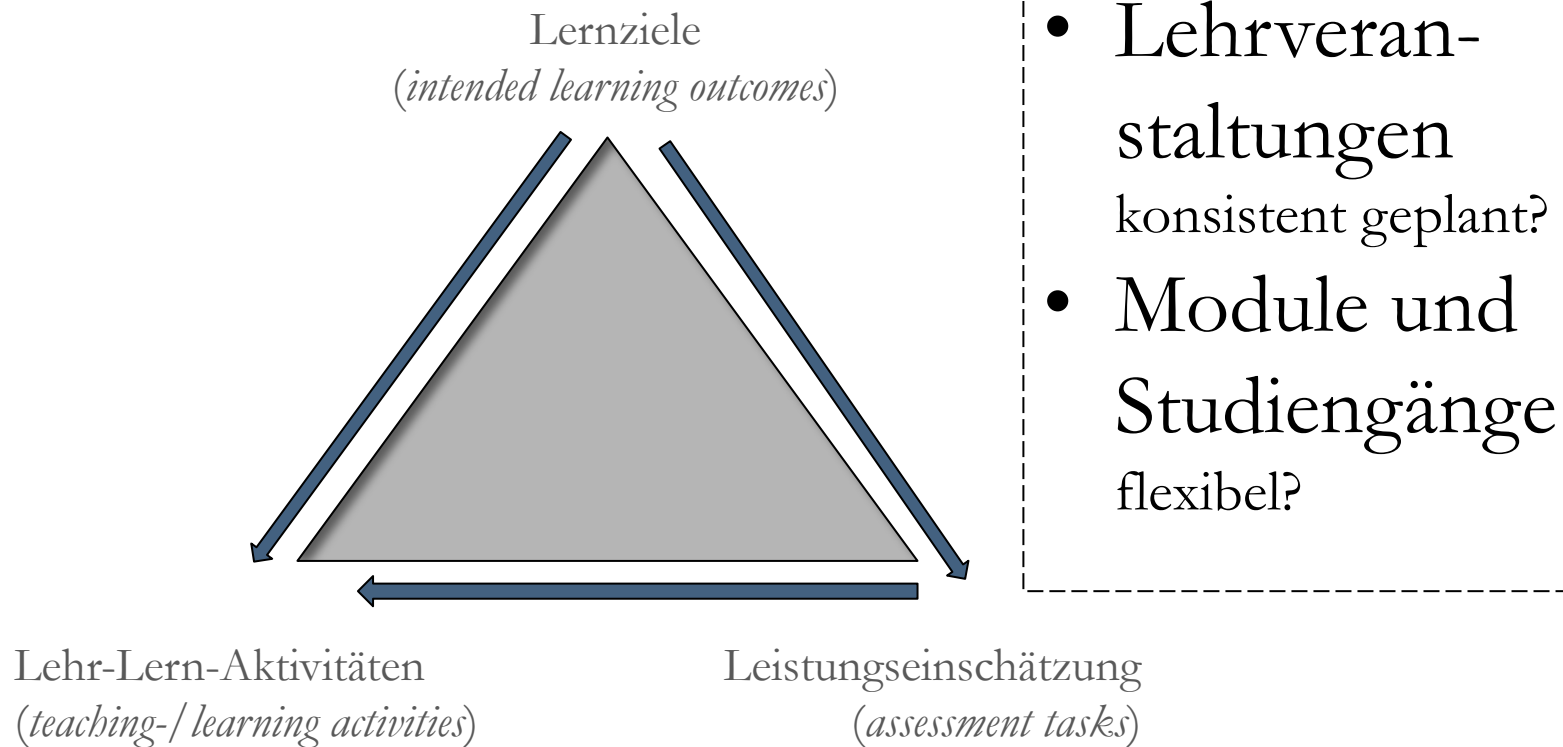 Lernziele
(intended learning outcomes)
Lehr-Lern-Aktivitäten
(teaching-/learning activities)
Leistungseinschätzung
(assessment tasks)
• Lehrveran-
staltungen
konsistent geplant?
• Module und
Studiengänge
flexibel?